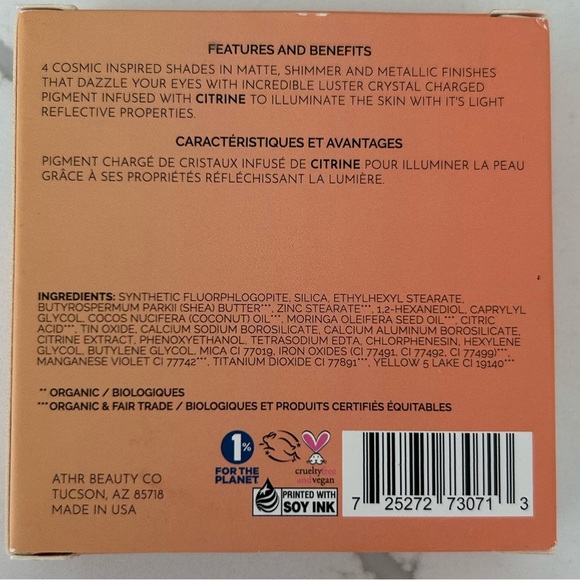 FEATURES AND BENEFITS
4 COSMIC INSPIRED SHADES IN MATTE, SHIMMER AND METALLIC FINISHES
THAT DAZZLE YOUR EYES WITH INCREDIBLE LUSTER CRYSTAL CHARGED
PIGMENT INFUSED WITH CITRINE TO ILLUMINATE THE SKIN WITH IT'S LIGHT
REFLECTIVE PROPERTIES.
CARACTÉRISTIQUES ET AVANTAGES
PIGMENT CHARGÉ DE CRISTAUX INFUSÉ DE CITRINE POUR ILLUMINER LA PEAU
GRÂCE À SES PROPRIÉTÉS RÉFLÉCHISSANT LA LUMIÈRE.
INGREDIENTS: SYNTHETIC FLUORPHLOGOPITE, SILICA, ETHYLHEXYL STEARATE,
BUTYROSPERMUM PARKII (SHEA) BUTTER***, ZINC STEARATE***, 1,2-HEXANEDIOL, CAPRYLYL
GLYCOL, COCOS NUCIFERA (COCONUT) OIL***, MORINGA OLEIFERA SEED OIL***, CITRIC
ACID***, TIN OXIDE, CALCIUM SODIUM BOROSILICATE, CALCIUM ALUMINUM BOROSILICATE,
CITRINE EXTRACT, PHENOXYETHANOL, TETRASODIUM EDTA, CHLORPHENESIN, HEXYLENE
GLYCOL, BUTYLENE GLYCOL, MICA CI 77019, IRON OXIDES (CI 77491, CI 77492, CI 77499)***,
MANGANESE VIOLET CI 77742***, TITANIUM DIOXIDE CI 77891***, YELLOW 5 LAKE CI 19140***
** ORGANIC / BIOLOGIQUES
***ORGANIC & FAIR TRADE / BIOLOGIQUES ET PRODUITS CERTIFIÉS ÉQUITABLES
1%
FOR THE
PLANET
crueltyfree
andvegan
PRINTED WITH
SOY INK
ATHR BEAUTY CO
TUCSON, AZ 85718
MADE IN USA
7 25272 73071 3